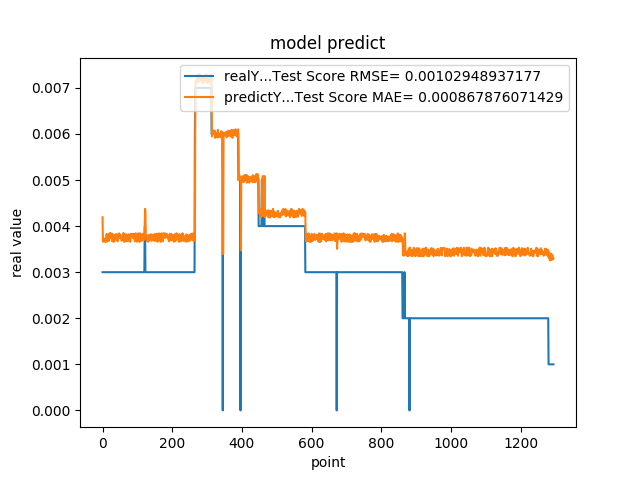 model predict
realY...Test Score RMSE= 0.00102948937177
predictY...Test Score MAE= 0.000867876071429
0.007
0.006
0.005
0.004
0.003
0.002
0.001
0.000
real value
0 200 400 600 800 1000 1200
point